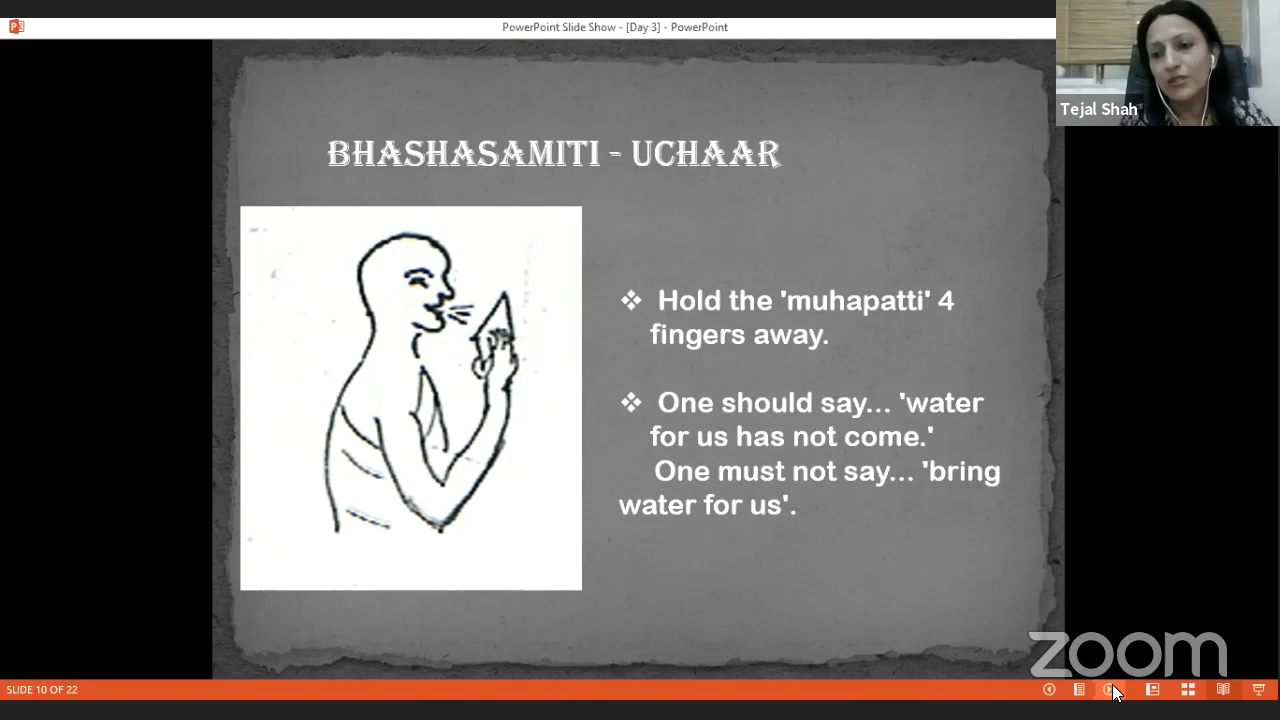 PowerPoint Slide Show - [Day 3] - PowerPoint
Tejal Shah
BHASHASAMITI - UCHAAR
❖ Hold the 'muhapatti' 4
fingers away.
❖ One should say... 'water
for us has not come.'
One must not say... 'bring
water for us'.
zoom
SLIDE 10 OF 22